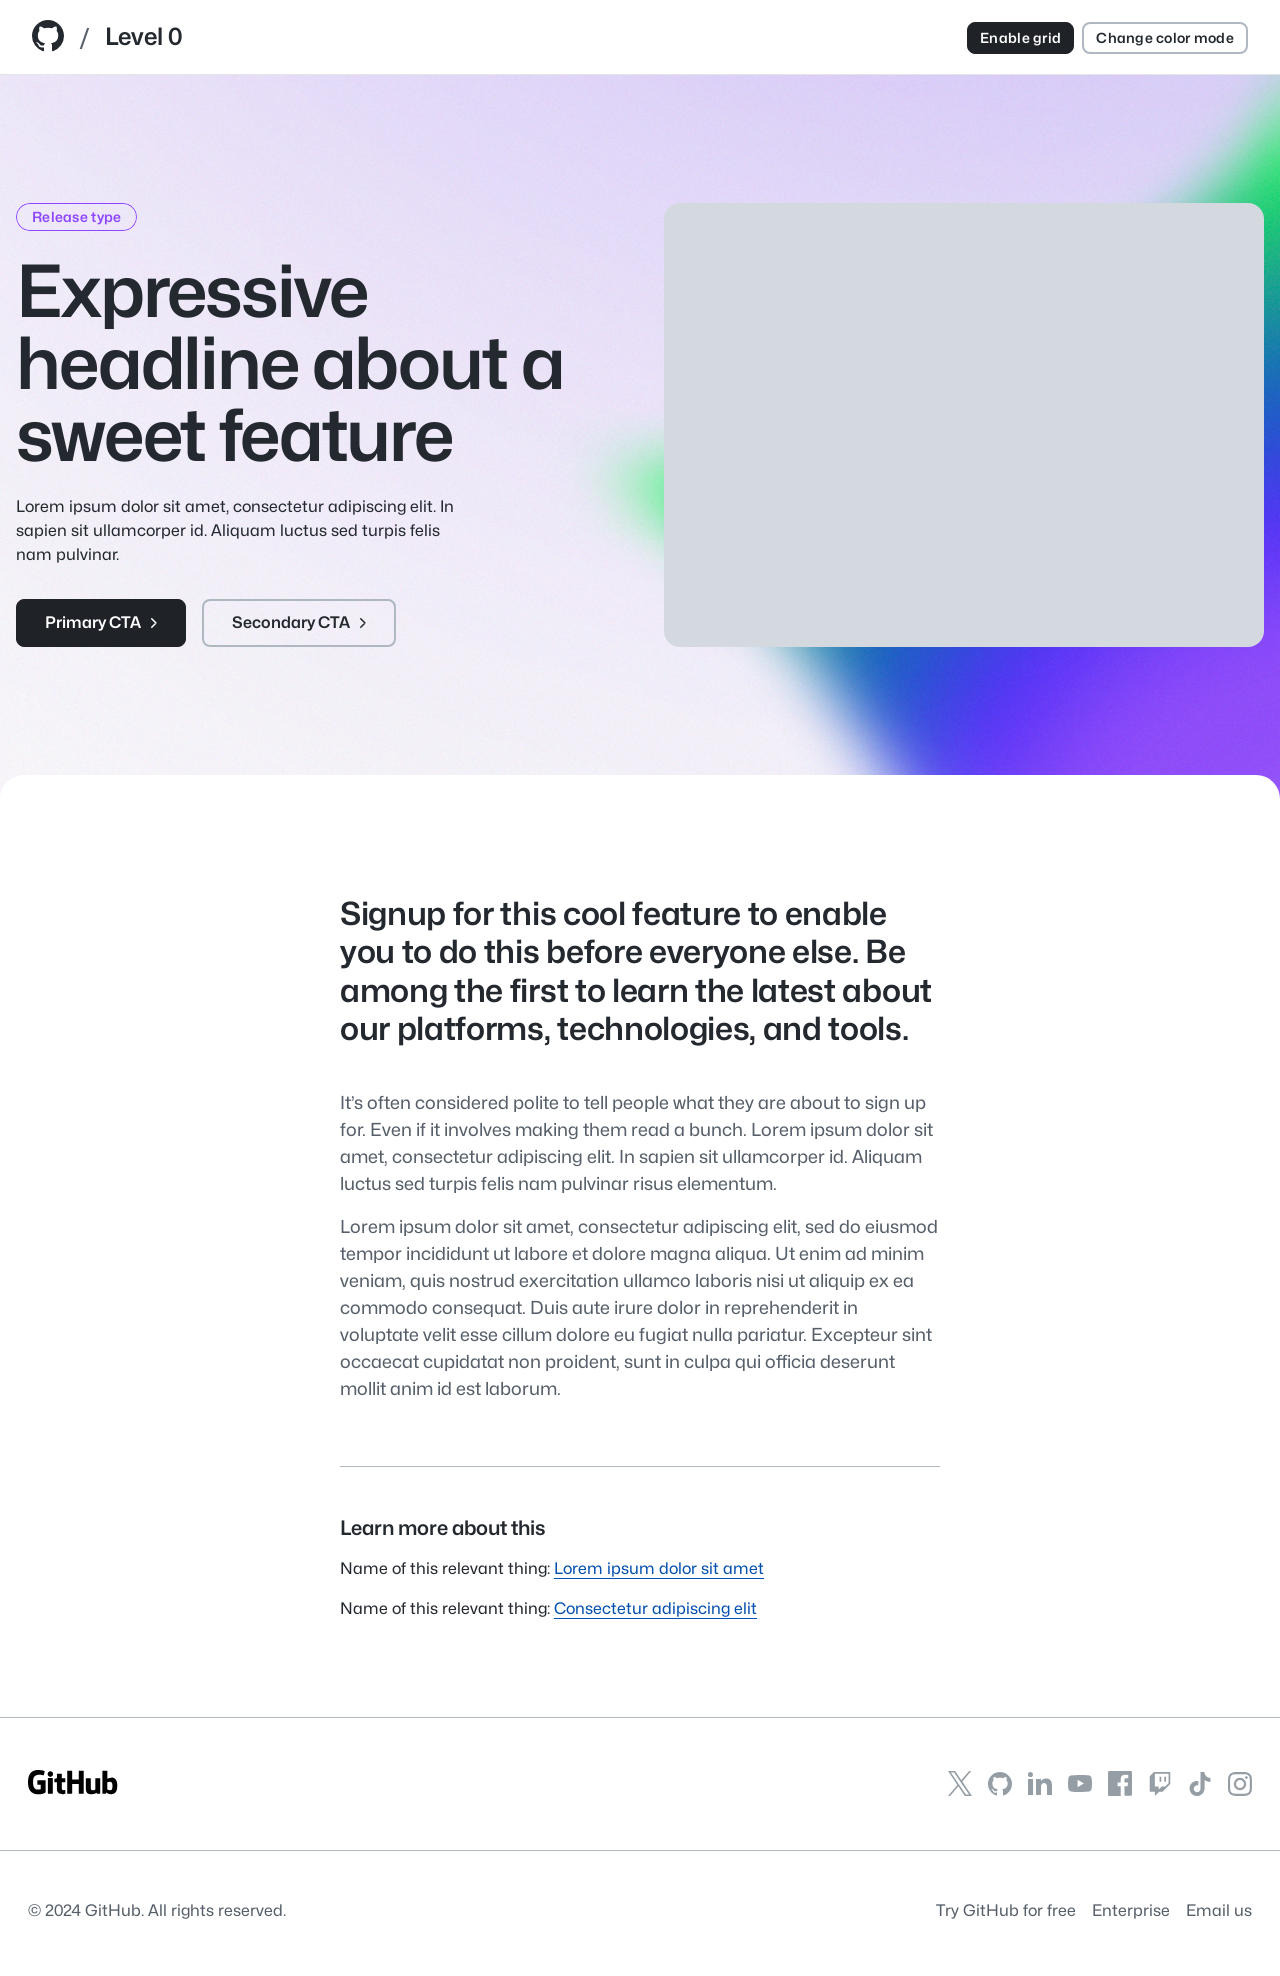 / Level 0
Enable grid
Change color mode
Release type
Expressive
headline about a
sweet feature
Lorem ipsum dolor sit amet, consectetur adipiscing elit. In
sapien sit ullamcorper id. Aliquam luctus sed turpis felis
nam pulvinar.
Primary CTA
Secondary CTA
Signup for this cool feature to enable
you to do this before everyone else. Be
among the first to learn the latest about
our platforms, technologies, and tools.
It’s often considered polite to tell people what they are about to sign up
for. Even if it involves making them read a bunch. Lorem ipsum dolor sit
amet, consectetur adipiscing elit. In sapien sit ullamcorper id. Aliquam
luctus sed turpis felis nam pulvinar risus elementum.
Lorem ipsum dolor sit amet, consectetur adipiscing elit, sed do eiusmod
tempor incididunt ut labore et dolore magna aliqua. Ut enim ad minim
veniam, quis nostrud exercitation ullamco laboris nisi ut aliquip ex ea
commodo consequat. Duis aute irure dolor in reprehenderit in
voluptate velit esse cillum dolore eu fugiat nulla pariatur. Excepteur sint
occaecat cupidatat non proident, sunt in culpa qui officia deserunt
mollit anim id est laborum.
Learn more about this
Name of this relevant thing: Lorem ipsum dolor sit amet
Name of this relevant thing: Consectetur adipiscing elit
GitHub
© 2024 GitHub. All rights reserved.
Try GitHub for free
Enterprise
Email us